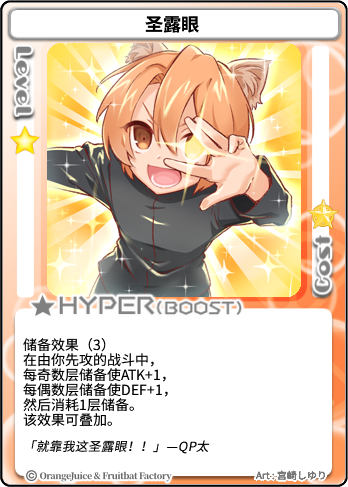 圣露眼
Level
Cost
HYPER(BOOST)
储备效果（3）
在由你先攻的战斗中，
每奇数层储备使ATK+1，
每偶数层储备使DEF+1，
然后消耗1层储备。
该效果可叠加。
「就靠我这圣露眼！！」—QP太
© OrangeJuice & Fruitbat Factory
Art : 宮崎しゆり